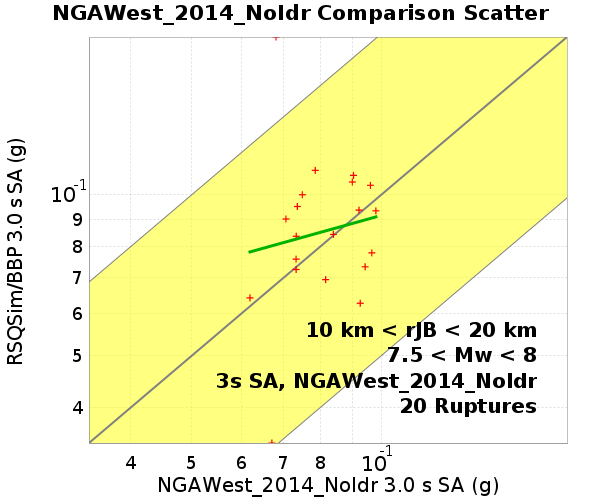 NGAWest_2014_NoIdr Comparison Scatter
RSQSim/BBP 3.0 s SA (g)
10⁻¹
9
8
7
6
5
4
10 km < rJB < 20 km
7.5 < Mw < 8
3s SA, NGAWest_2014_NoIdr
20 Ruptures
4 5 6 7 8 10⁻¹
NGAWest_2014_NoIdr 3.0 s SA (g)